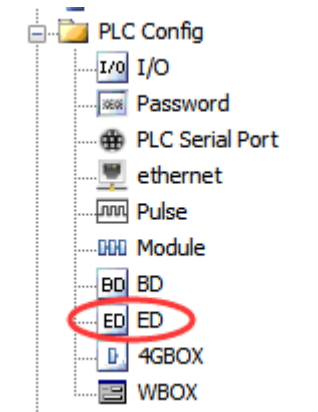 PLC Config
I/O I/O
Password
PLC Serial Port
ethernet
Pulse
Module
BD BD
ED ED
4GBOX
WBOX